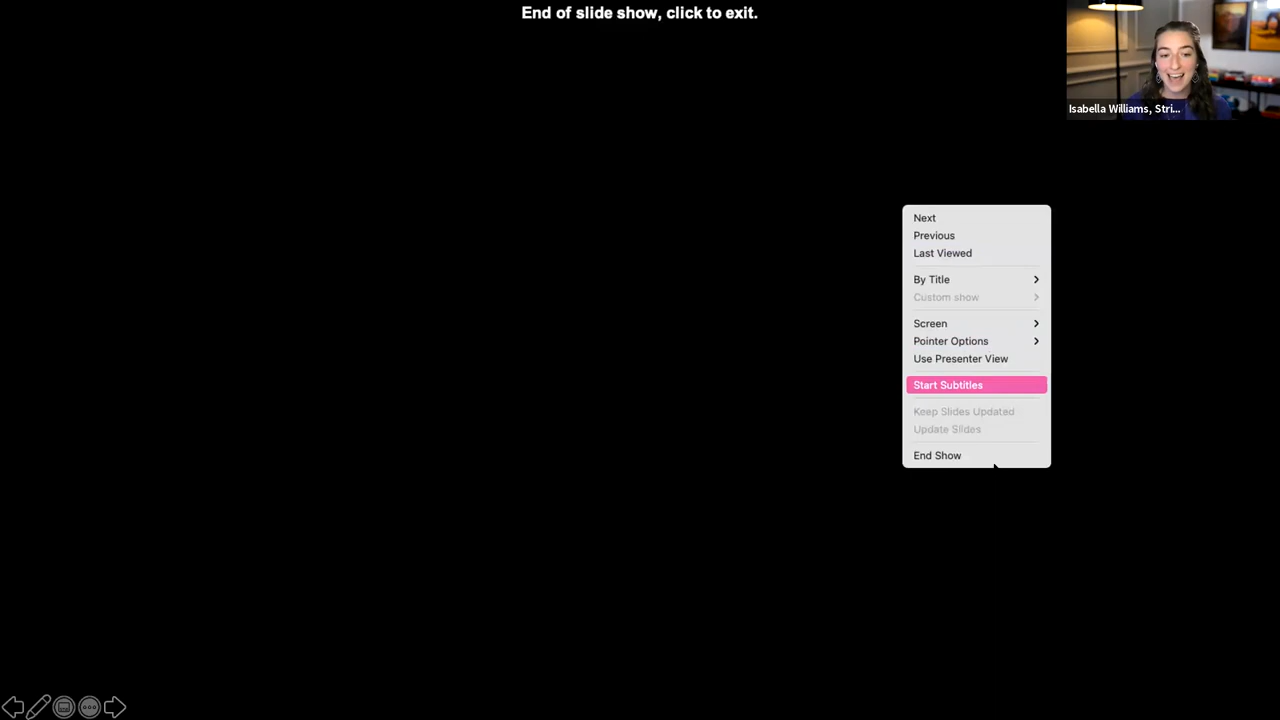 End of slide show, click to exit.
Isabella Williams, Stri...
Next
Previous
Last Viewed
By Title
Custom show
Screen
Pointer Options
Use Presenter View
Start Subtitles
Keep Slides Updated
Update Slides
End Show